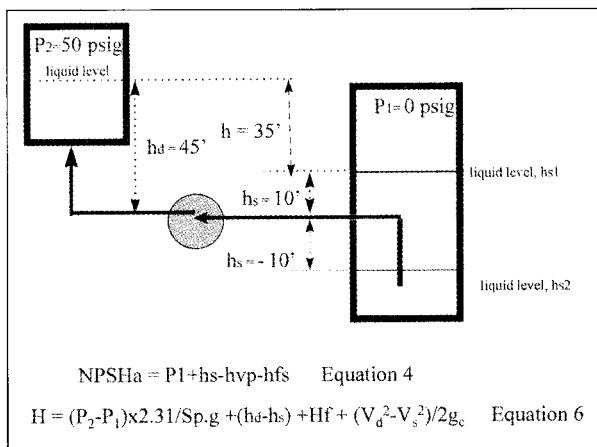 P2=50 psig
liquid level
P1=0 psig
h = 35'
hd = 45'
liquid level, hs1
hs = 10'
hs = - 10'
liquid level, hs2
NPSHa = P1+hs-hvp-hfs Equation 4
H = (P2-P1)x2.31/Sp.g +(hd-hs) +Hf + (Vd²-Vs²)/2gc Equation 6